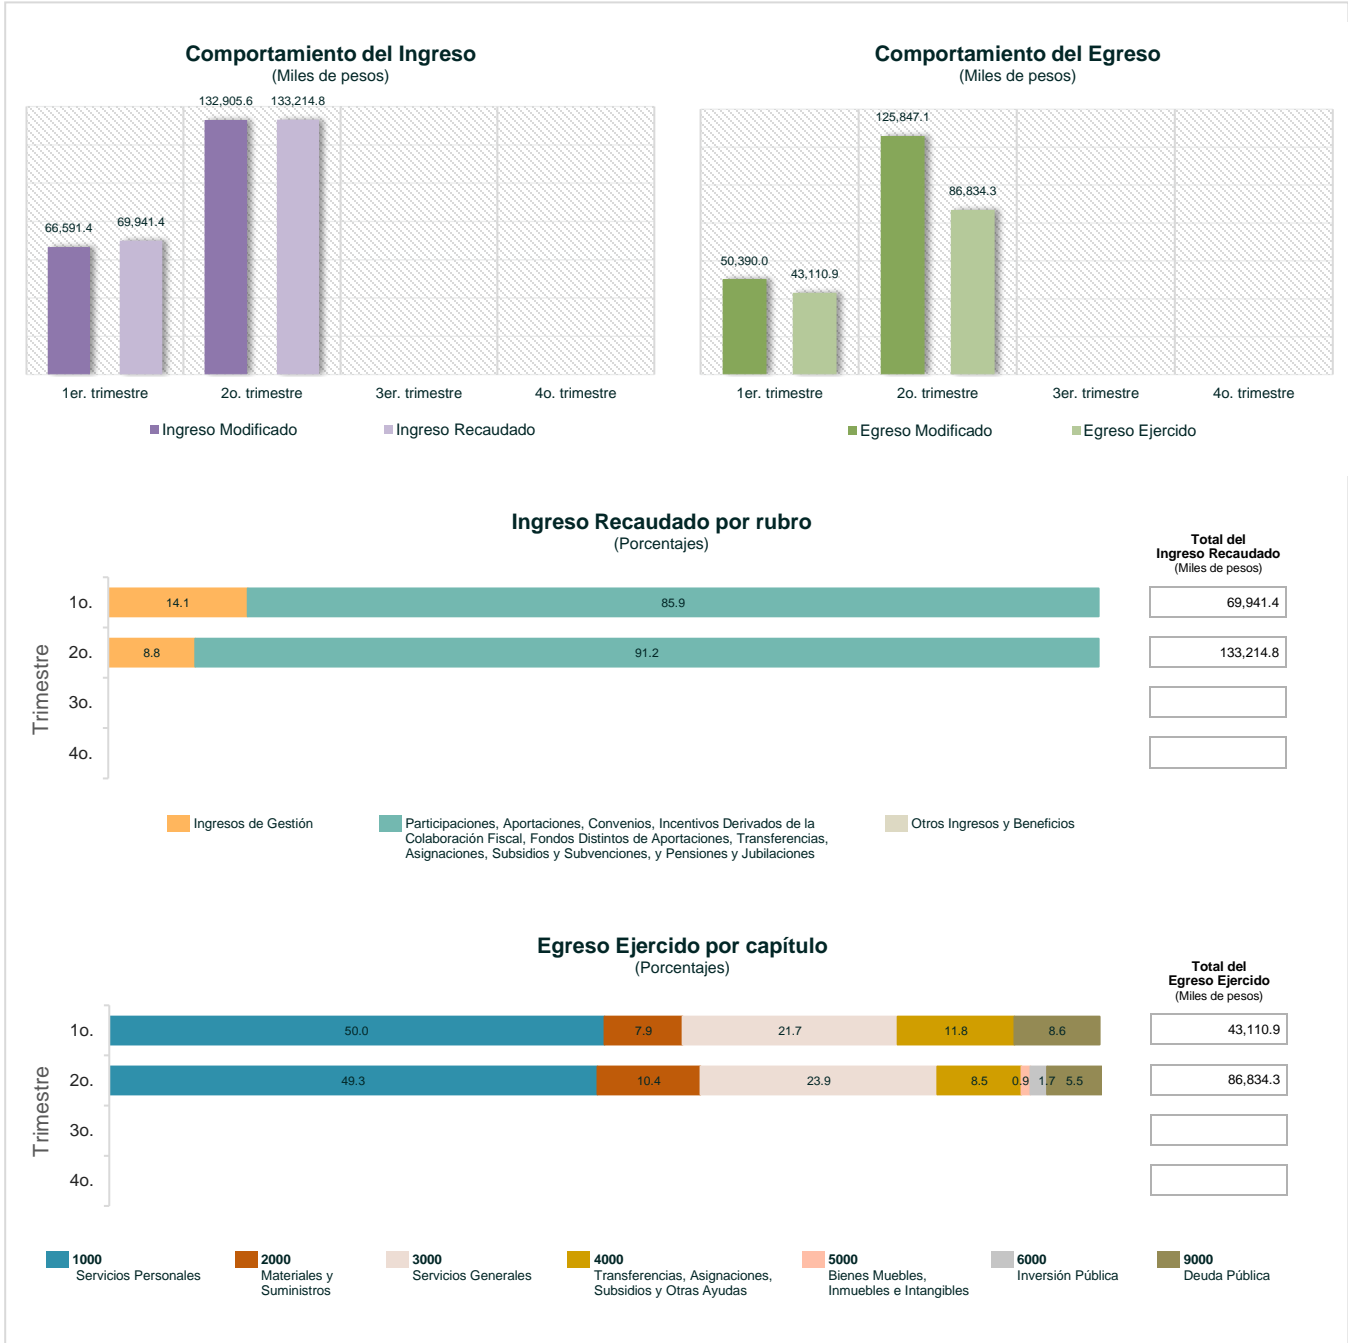 Comportamiento del Ingreso
(Miles de pesos)
132,905.6
133,214.8
66,591.4
69,941.4
1er. trimestre
2o. trimestre
3er. trimestre
4o. trimestre
Ingreso Modificado
Ingreso Recaudado
Comportamiento del Egreso
(Miles de pesos)
125,847.1
86,834.3
50,390.0
43,110.9
1er. trimestre
2o. trimestre
3er. trimestre
4o. trimestre
Egreso Modificado
Egreso Ejercido
Ingreso Recaudado por rubro
(Porcentajes)
Total del
Ingreso Recaudado
(Miles de pesos)
Trimestre
1o.
14.1
85.9
69,941.4
2o.
8.8
91.2
133,214.8
3o.
4o.
Ingresos de Gestión
Participaciones, Aportaciones, Convenios, Incentivos Derivados de la
Colaboración Fiscal, Fondos Distintos de Aportaciones, Transferencias,
Asignaciones, Subsidios y Subvenciones, y Pensiones y Jubilaciones
Otros Ingresos y Beneficios
Egreso Ejercido por capítulo
(Porcentajes)
Total del
Egreso Ejercido
(Miles de pesos)
Trimestre
1o.
50.0
7.9
21.7
11.8
8.6
43,110.9
2o.
49.3
10.4
23.9
8.5
0.9
1.7
5.5
86,834.3
3o.
4o.
1000
Servicios Personales
2000
Materiales y
Suministros
3000
Servicios Generales
4000
Transferencias, Asignaciones,
Subsidios y Otras Ayudas
5000
Bienes Muebles,
Inmuebles e Intangibles
6000
Inversión Pública
9000
Deuda Pública